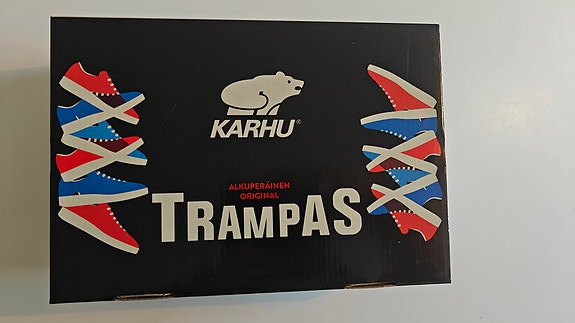 KARHU®
ALKUPERÄINEN
ORIGINAL
TRAMPAS